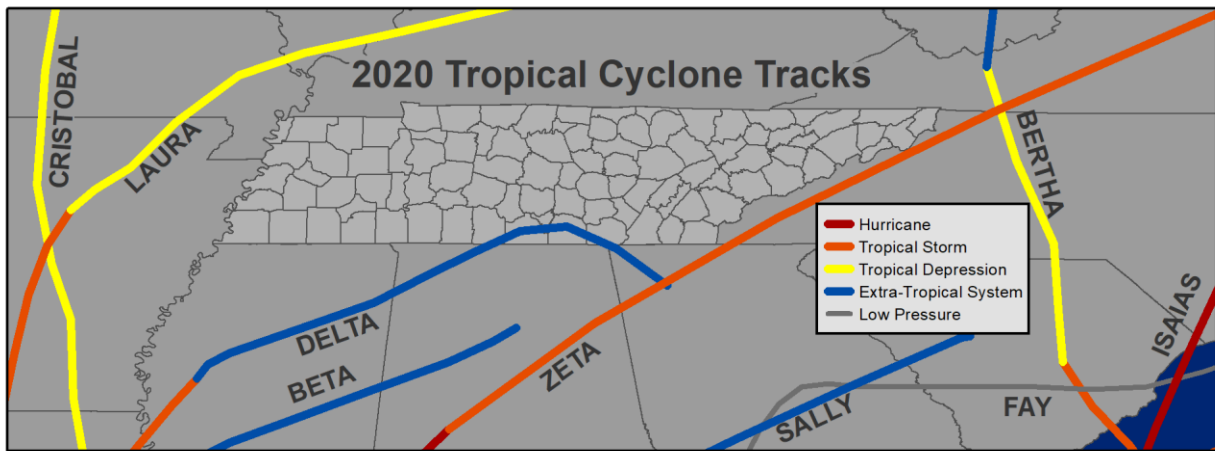 2020 Tropical Cyclone Tracks
CRISTOBAL
LAURA
BERTHA
Hurricane
Tropical Storm
Tropical Depression
Extra-Tropical System
Low Pressure
ISAIAS
DELTA
BETA
ZETA
SALLY
FAY